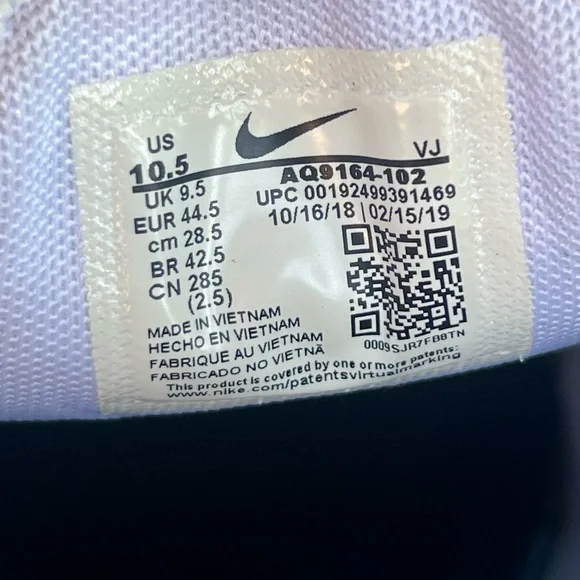 US
10.5
VJ
UK 9.5
AQ9164-102
EUR 44.5
UPC 00192499391469
cm 28.5
10/16/18 | 02/15/19
BR 42.5
CN 285
(2.5)
MADE IN VIETNAM
HECHO EN VIETNAM
FABRIQUE AU VIETNAM
FABRICADO NO VIETNÃ
0009SJR7FB8TN
This product is covered by one or more patents:
www.nike.com/patentsvirtualmarking